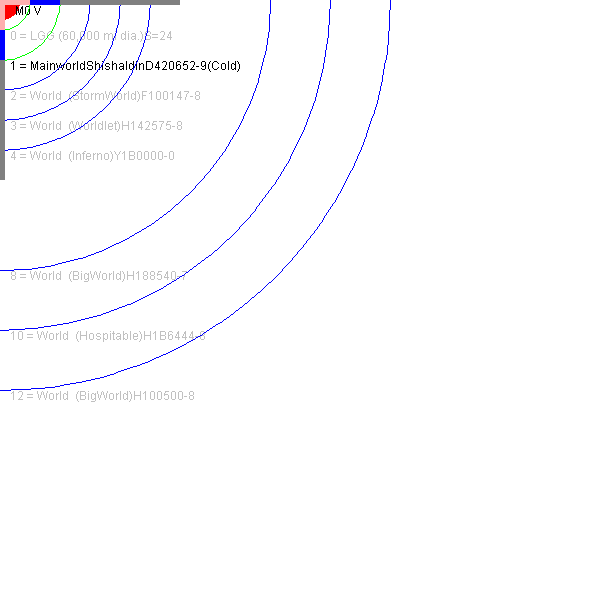 M0 V
0 = LGG (60,000 m. dia.)S=24
1 = MainworldShishaldinD420652-9(Cold)
2 = World  (StormWorld)F100147-8
3 = World  (Worldlet)H142575-8
4 = World  (Inferno)Y1B0000-0
8 = World  (BigWorld)H188540-7
10 = World  (Hospitable)H1B6444-6
12 = World  (BigWorld)H100500-8